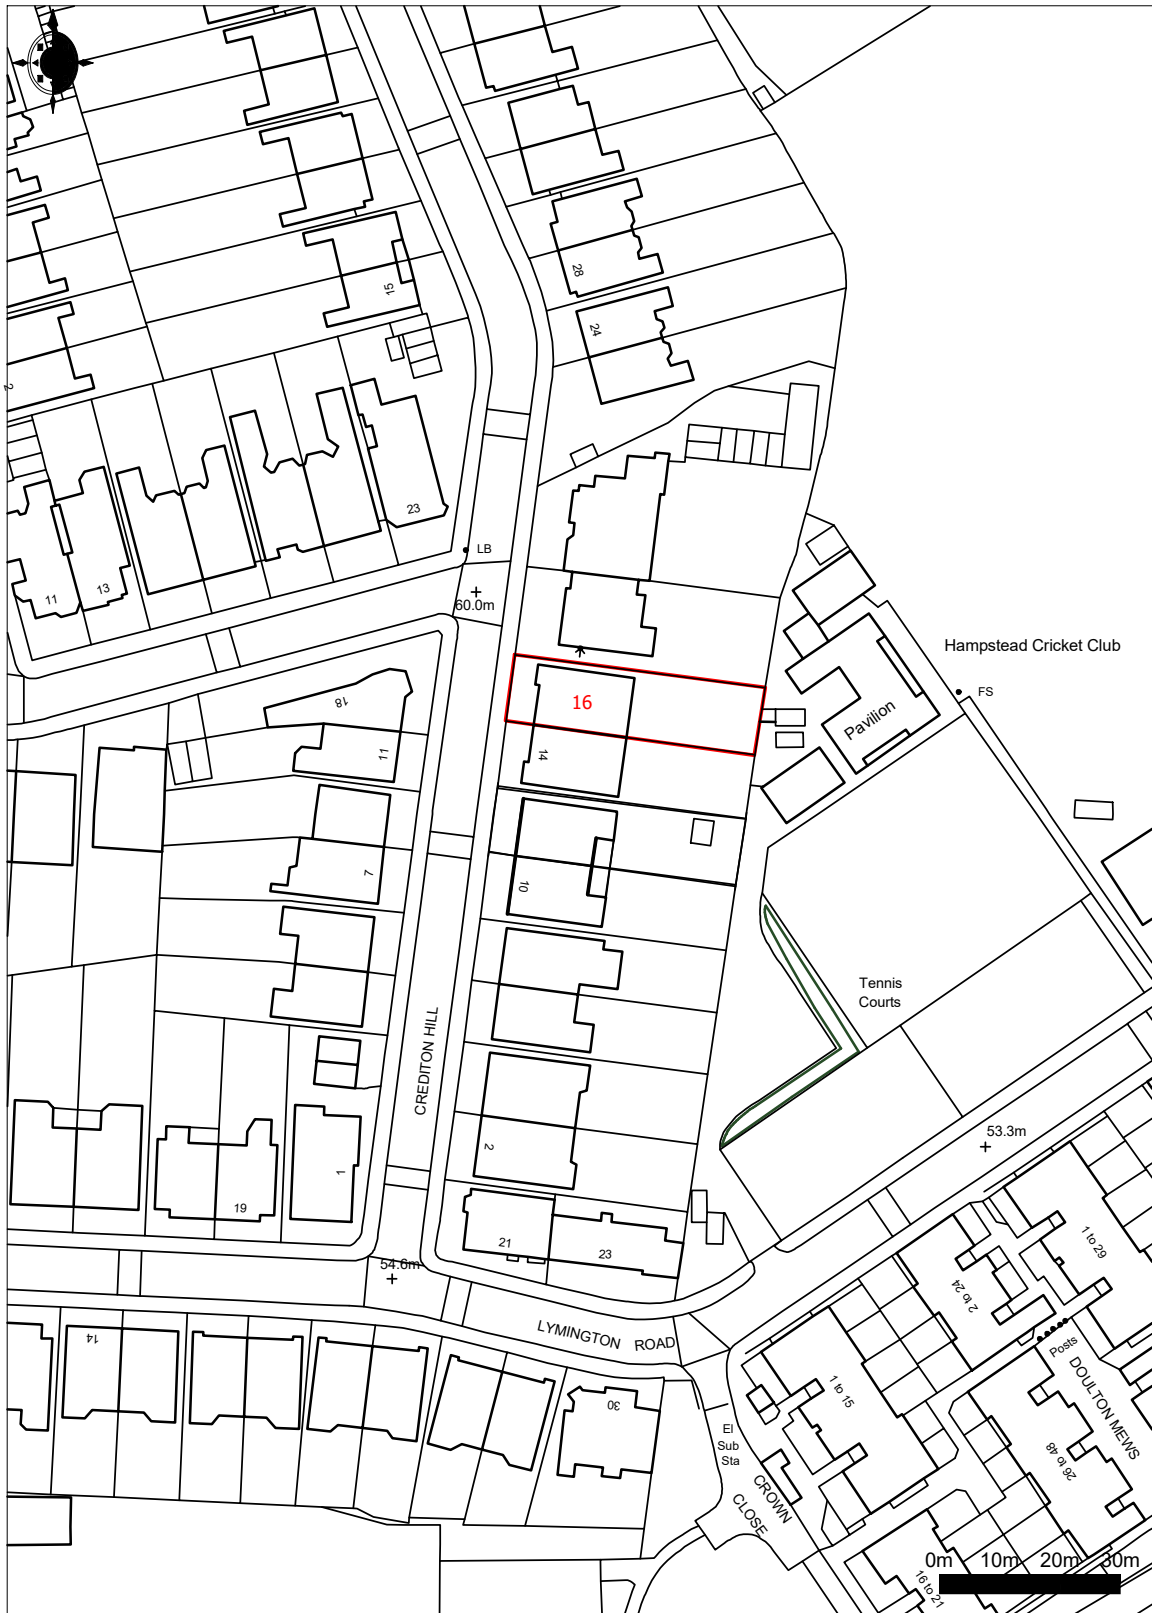 28
15
24
2
23
LB
11
13
60.0m
Hampstead Cricket Club
FS
18
16
Pavilion
11
14
7
10
Tennis
Courts
CREDITON HILL
53.3m
2
1
19
21
23
1 to 29
54.6m
2 to 24
LYMINGTON ROAD
14
Posts
DOULTON MEWS
30
1 to 15
El
Sub
Sta
26 to 48
CROWN
CLOSE
16 to 21
0m 10m 20m 30m